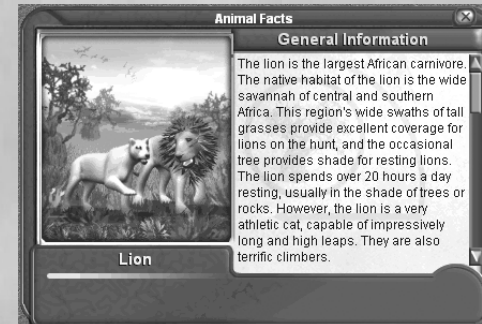 Animal Facts
General Information
The lion is the largest African carnivore.
The native habitat of the lion is the wide
savannah of central and southern
Africa. This region's wide swaths of tall
grasses provide excellent coverage for
lions on the hunt, and the occasional
tree provides shade for resting lions.
The lion spends over 20 hours a day
resting, usually in the shade of trees or
rocks. However, the lion is a very
athletic cat, capable of impressively
long and high leaps. They are also
terrific climbers.
Lion